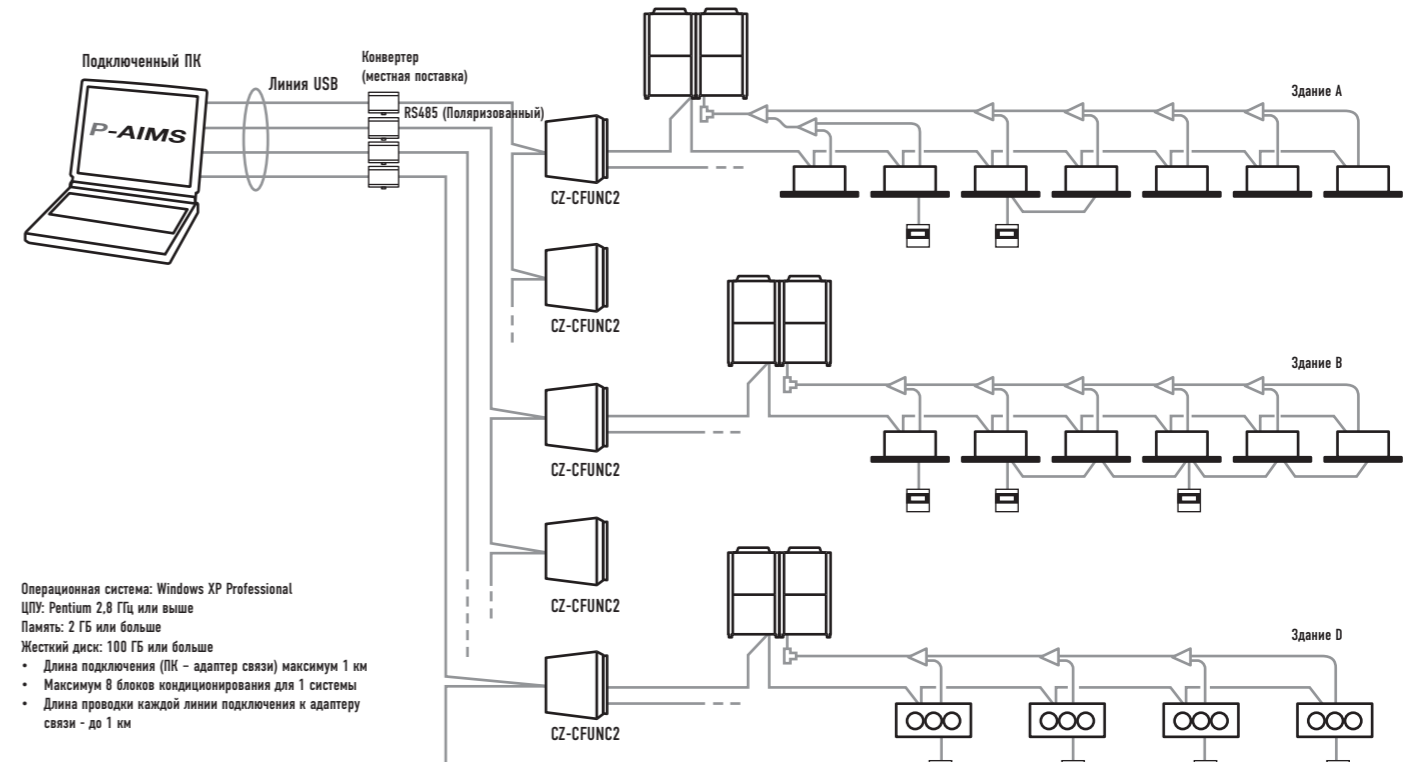 Подключенный ПК
P-AIMS
Линия USB
Конвертер
(местная поставка)
RS485 (Поляризованный)
CZ-CFUNC2
Здание A
CZ-CFUNC2
Здание B
CZ-CFUNC2
CZ-CFUNC2
Здание D
CZ-CFUNC2
Операционная система: Windows XP Professional
ЦПУ: Pentium 2,8 ГГц или выше
Память: 2 ГБ или больше
Жесткий диск: 100 ГБ или больше
• Длина подключения (ПК – адаптер связи) максимум 1 км
• Максимум 8 блоков кондиционирования для 1 системы
• Длина проводки каждой линии подключения к адаптеру
связи - до 1 км